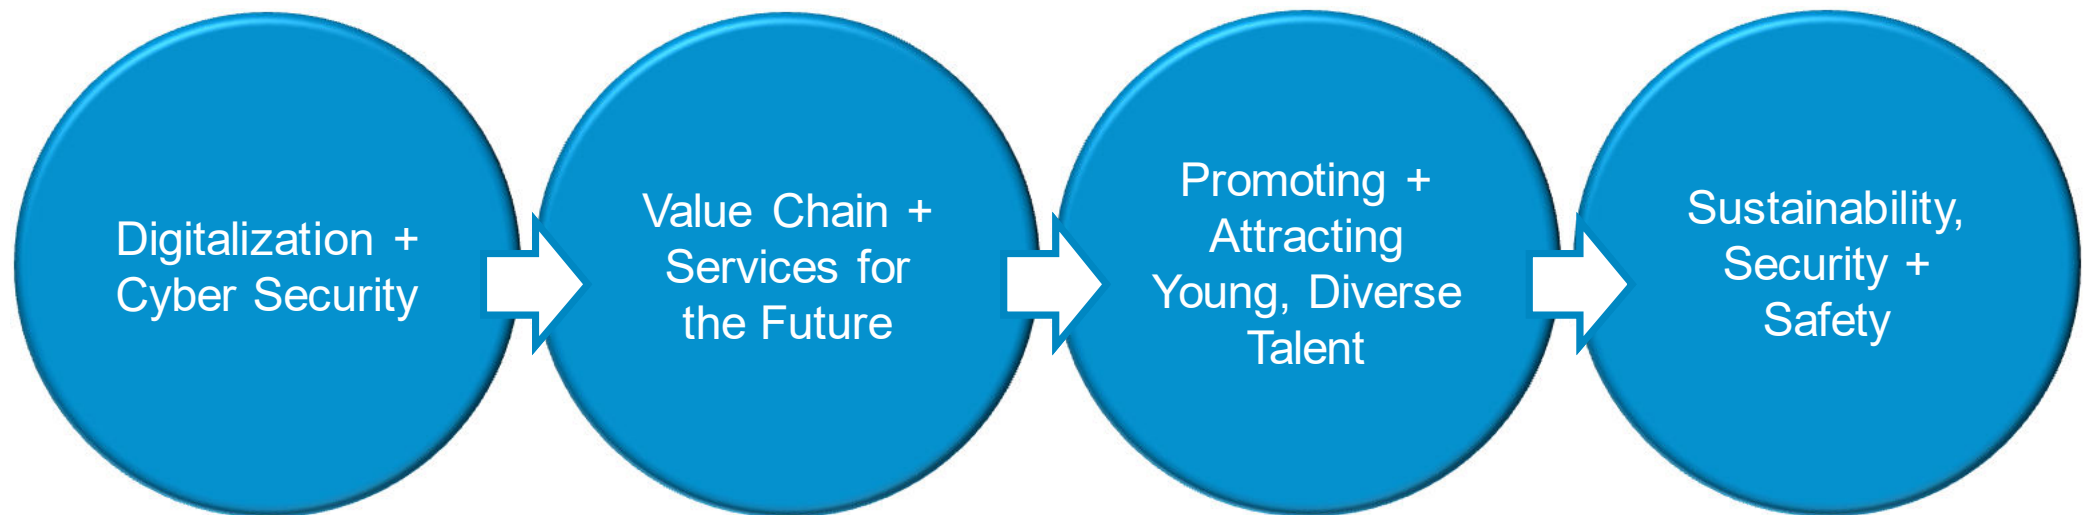 Digitalization +
Cyber Security
Value Chain +
Services for
the Future
Promoting +
Attracting
Young, Diverse
Talent
Sustainability,
Security +
Safety